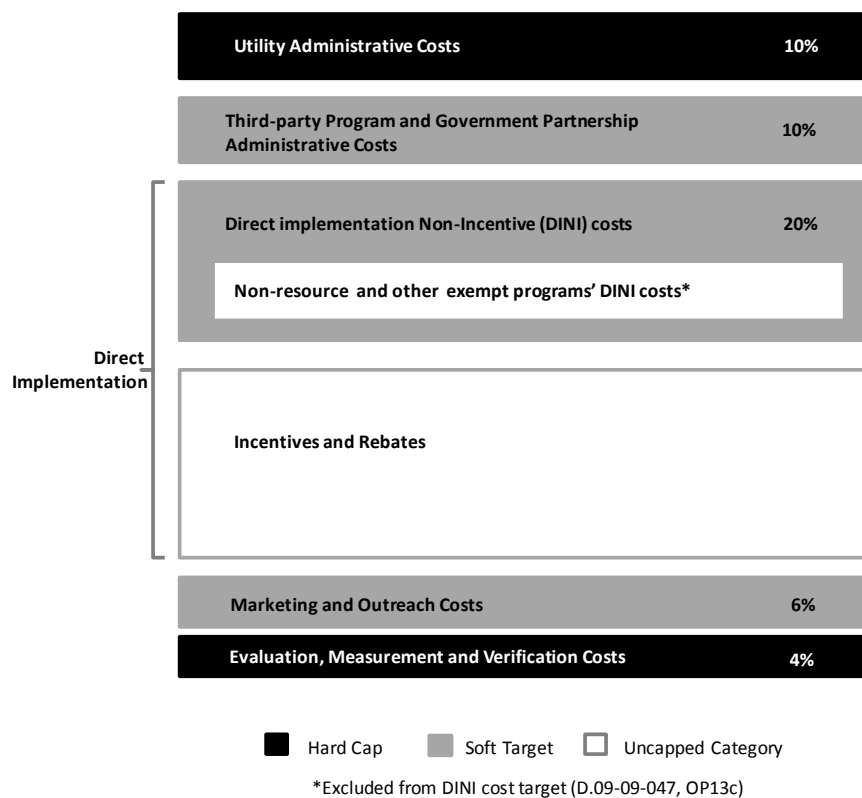 Utility Administrative Costs 10%
Third-party Program and Government Partnership
Administrative Costs 10%
Direct implementation Non-Incentive (DINI) costs 20%
Non-resource and other exempt programs’ DINI costs*
Direct
Implementation
Incentives and Rebates
Marketing and Outreach Costs 6%
Evaluation, Measurement and Verification Costs 4%
Hard Cap Soft Target Uncapped Category
*Excluded from DINI cost target (D.09-09-047, OP13c)